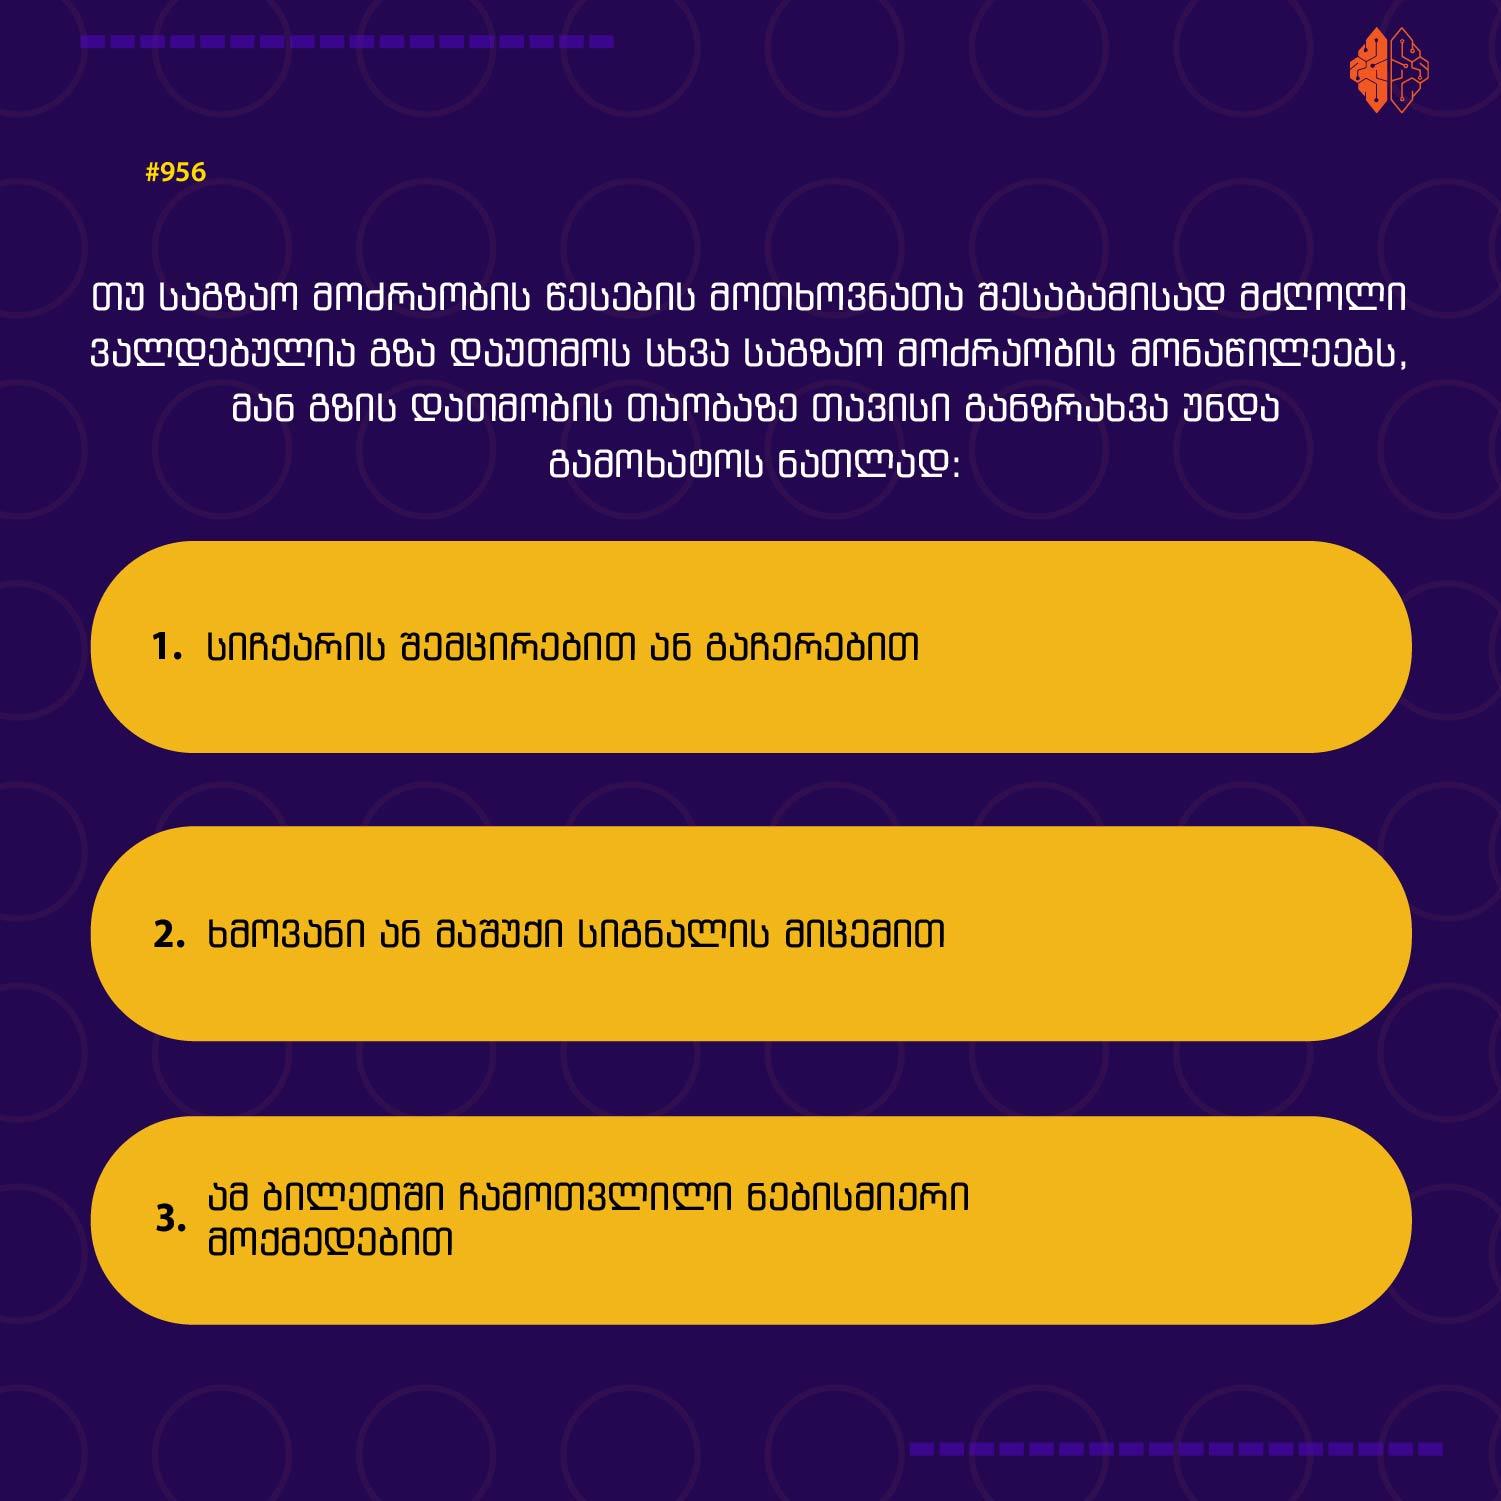 #956
თუ საგზაო მოძრაობის წესების მოთხოვნათა შესაბამისად მძღოლი
ვალდებულია გზა დაუთმოს სხვა საგზაო მოძრაობის მონაწილეებს,
მან გზის დათმობის თაობაზე თავისი განზრახვა უნდა
გამოხატოს ნათლად:
1. სიჩქარის შემცირებით ან გაჩერებით
2. ხმოვანი ან მაშუქი სიგნალის მიცემით
3. ამ ბილეთში ჩამოთვლილი ნებისმიერი
მოქმედებით